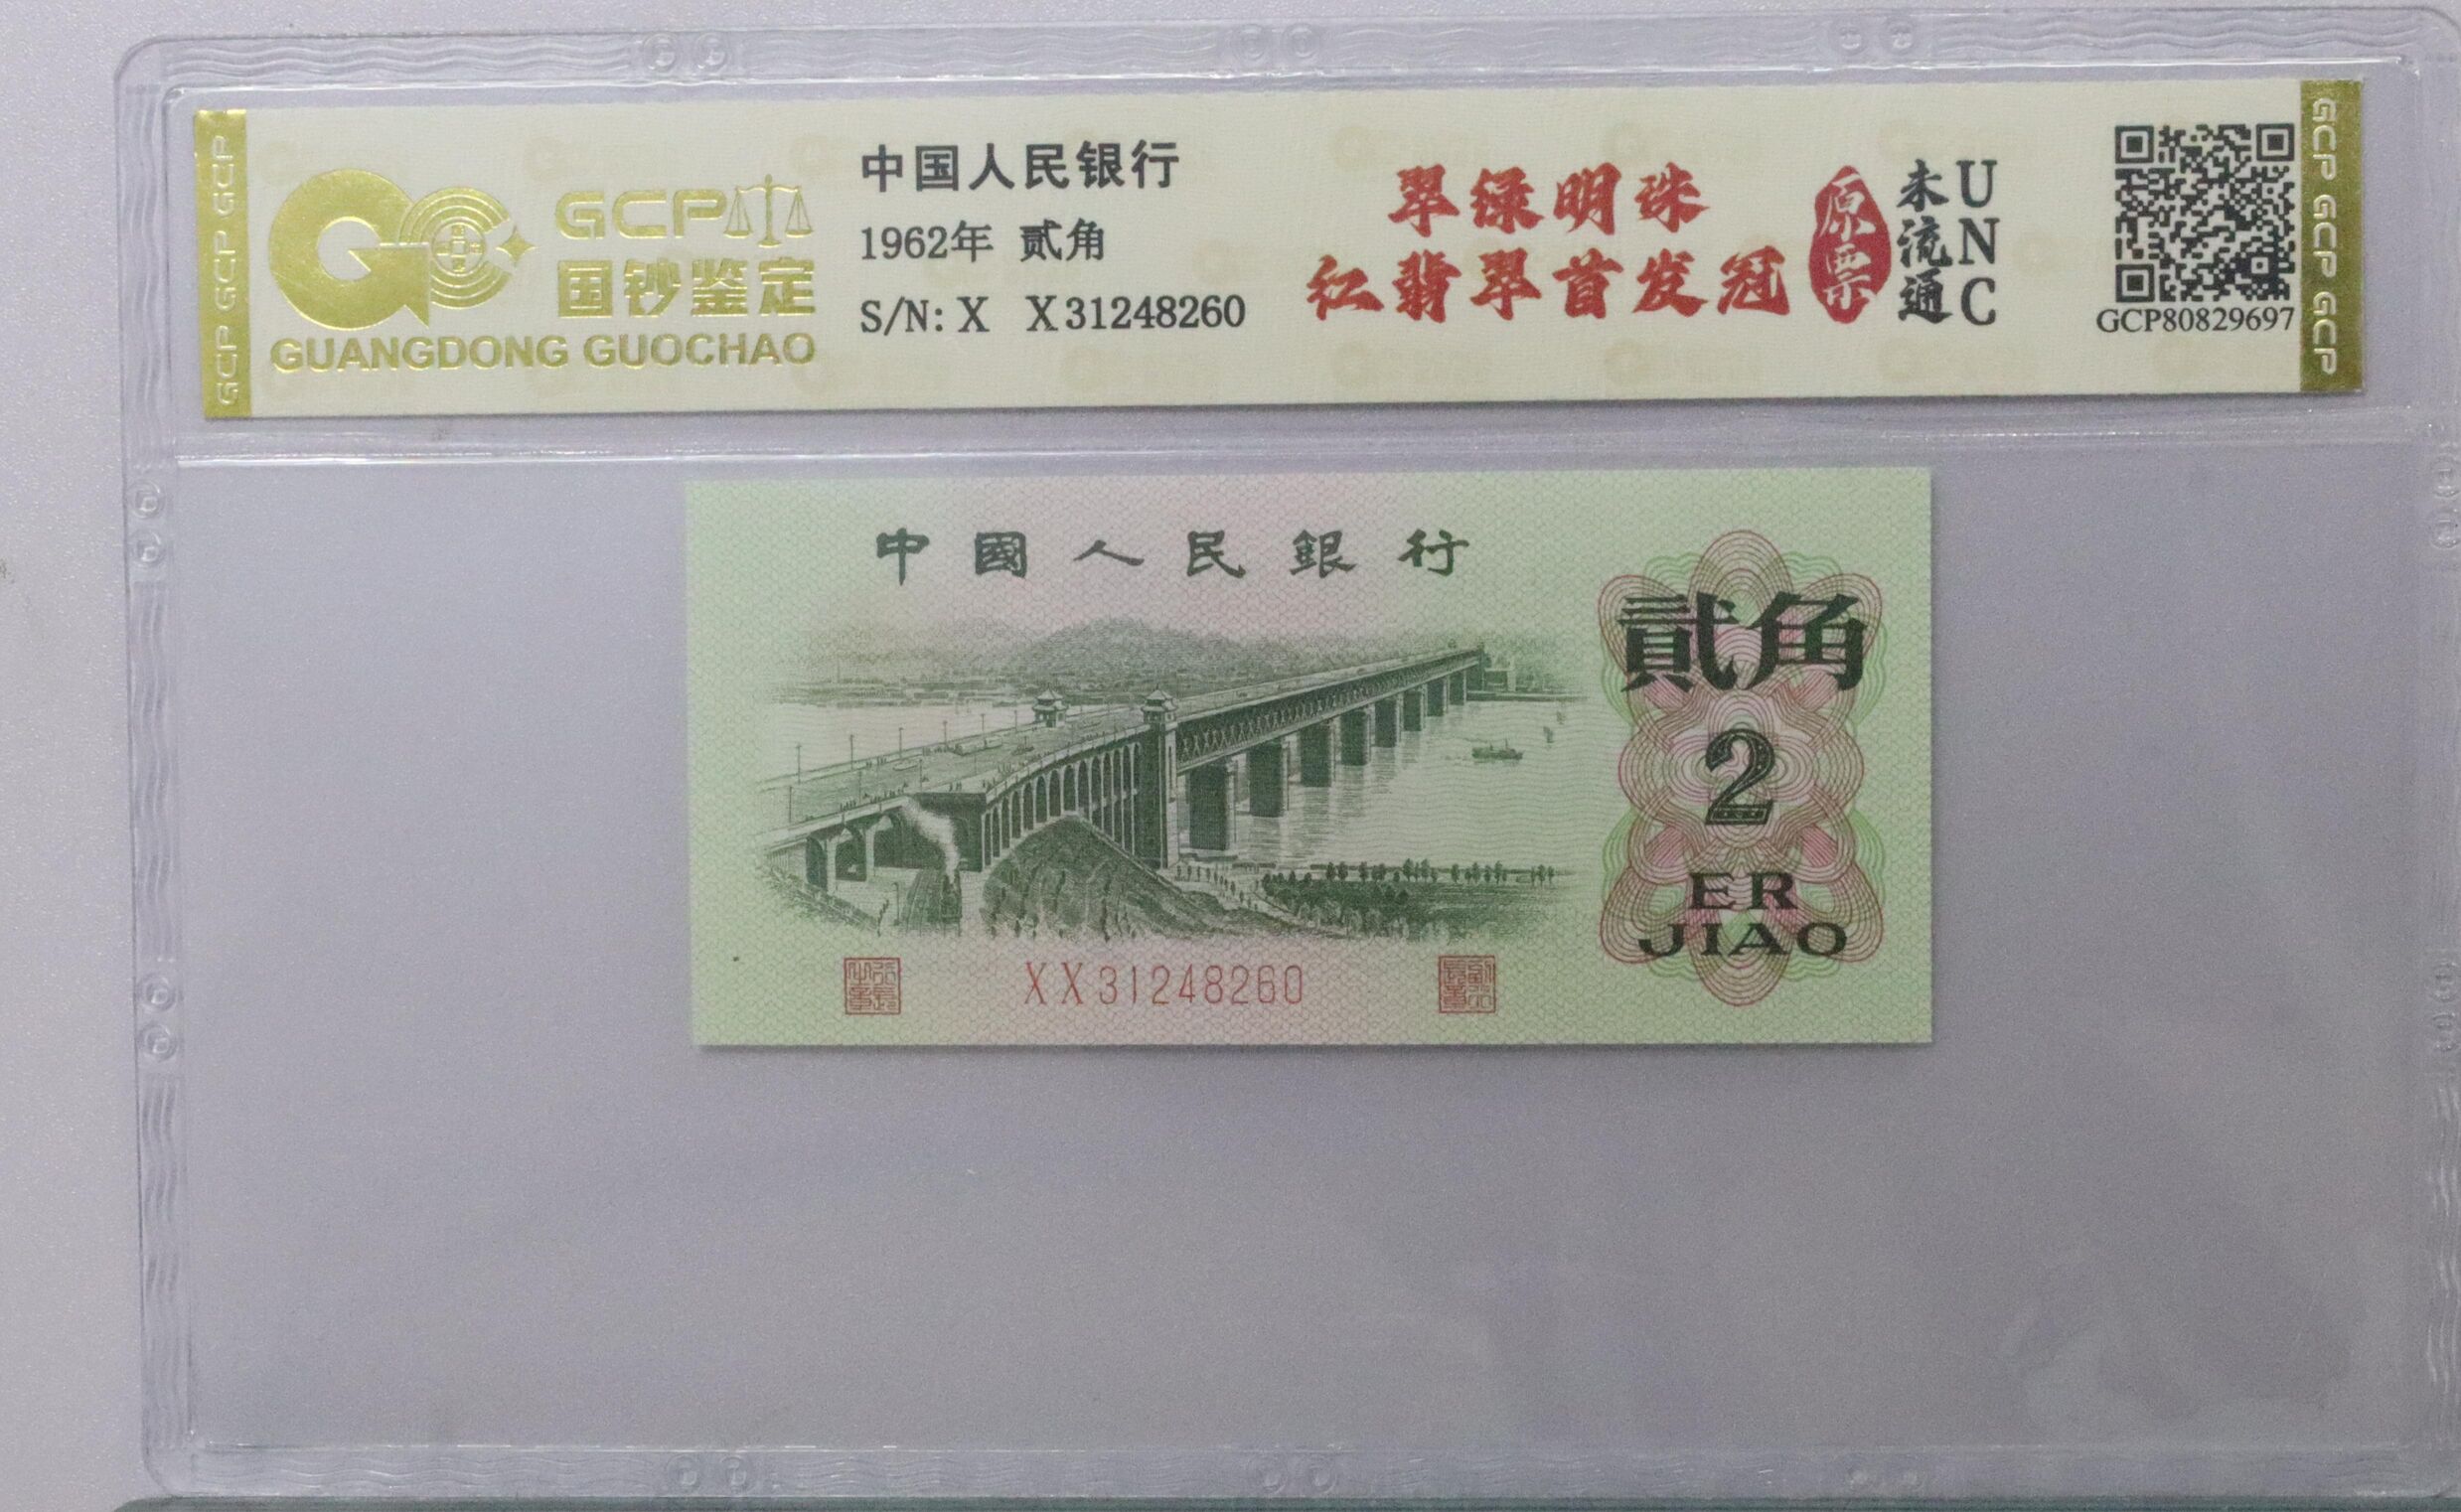 GCP GCP GCP
GCP
国钞鉴定
GUANGDONG GUOCHAO
中国人民银行
1962年 贰角
S/N: X X31248260
翠绿明珠
红翡翠首发冠
原票
未流通
UNC
GCP80829697
GCP GCP GCP
中國人民銀行
貳角
2
ER
JIAO
XX31248260